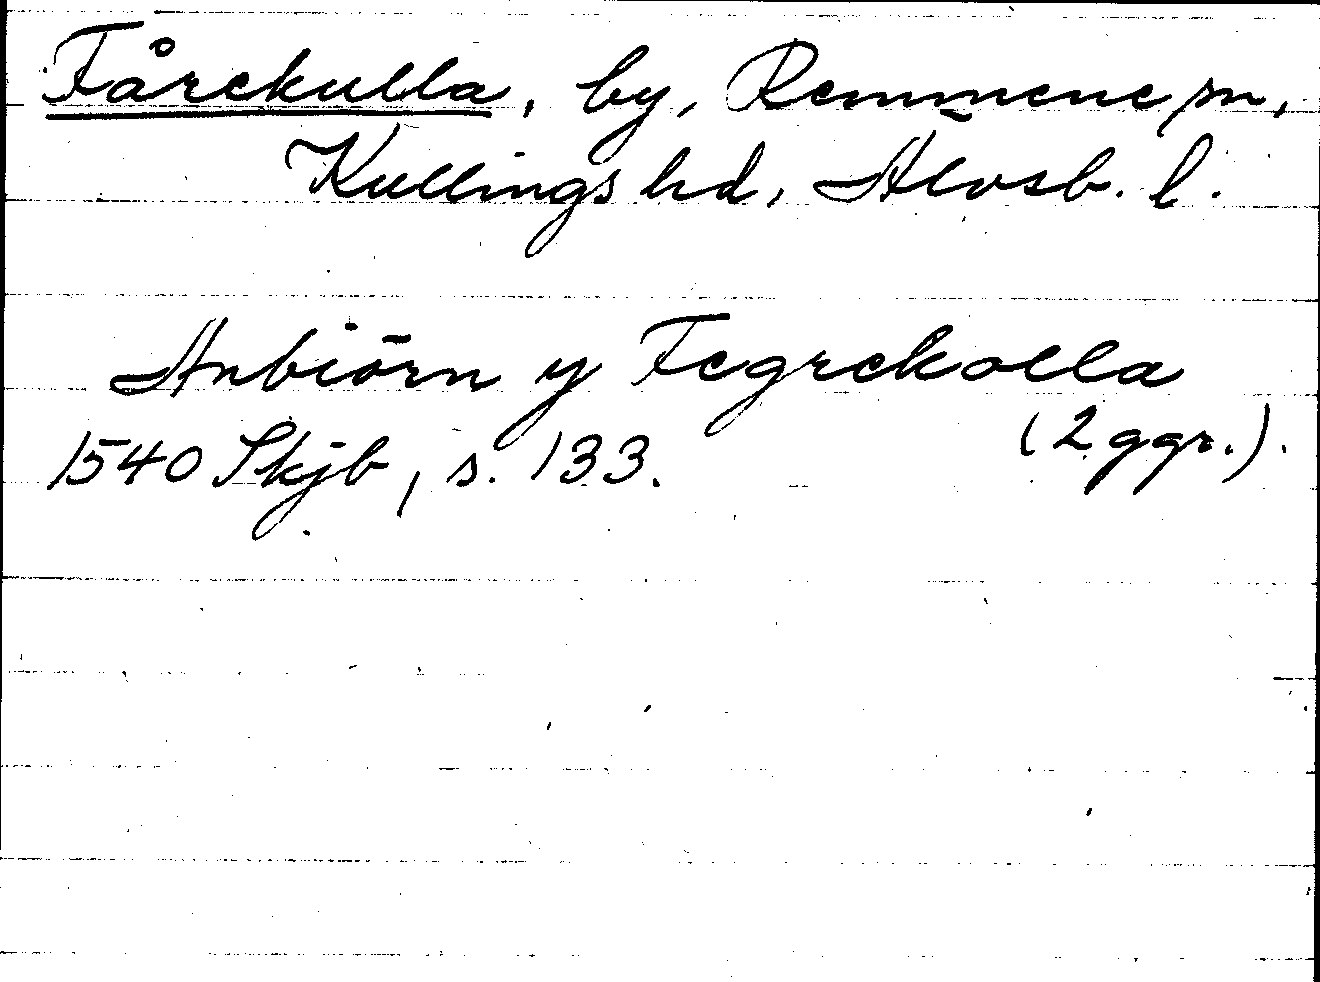 Fårekulla, by, Remmene sn,
Kullings hd, Älvsb. l.
Anbiörn y Fegrekolla
(2 ggr.).
1540 Skjb, s. 133.